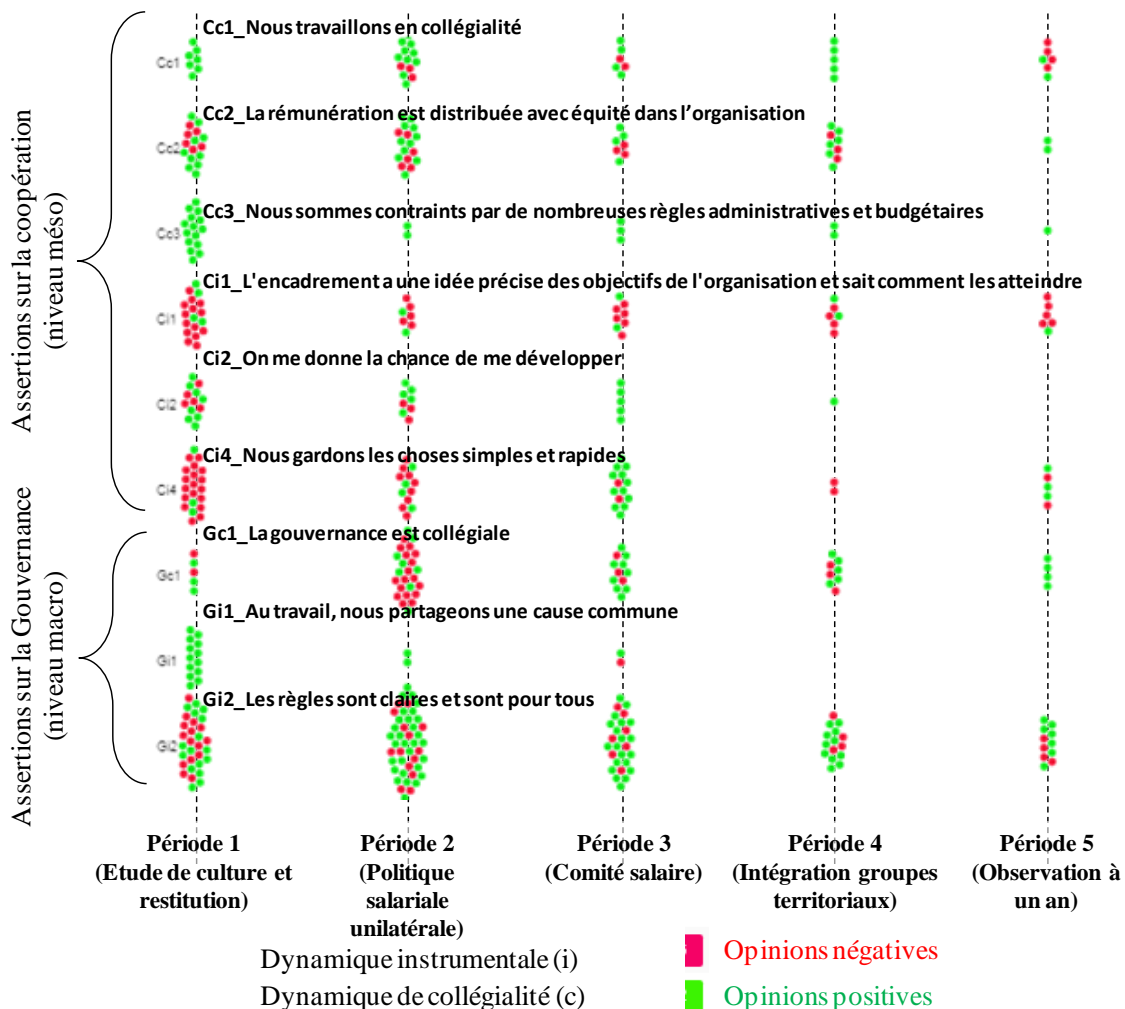 Cc1_Nous travaillons en collégialité
Cc1
Cc2_La rémunération est distribuée avec équité dans l'organisation
Cc2
Cc3_Nous sommes contraints par de nombreuses règles administratives et budgétaires
Cc3
Ci1_L'encadrement a une idée précise des objectifs de l'organisation et sait comment les atteindre
Ci1
Ci2_On me donne la chance de me développer
Ci2
Ci4_Nous gardons les choses simples et rapides
Ci4
Gc1_La gouvernance est collégiale
Gc1
Gi1_Au travail, nous partageons une cause commune
Gi1
Gi2_Les règles sont claires et sont pour tous
Gi2
Assertions sur la coopération
(niveau méso)
Assertions sur la Gouvernance
(niveau macro)
Période 1
(Etude de culture et
restitution)
Période 2
(Politique
salariale
unilatérale)
Période 3
(Comité salaire)
Période 4
(Intégration groupes
territoriaux)
Période 5
(Observation à
un an)
Dynamique instrumentale (i)
Dynamique de collégialité (c)
Opinions négatives
Opinions positives